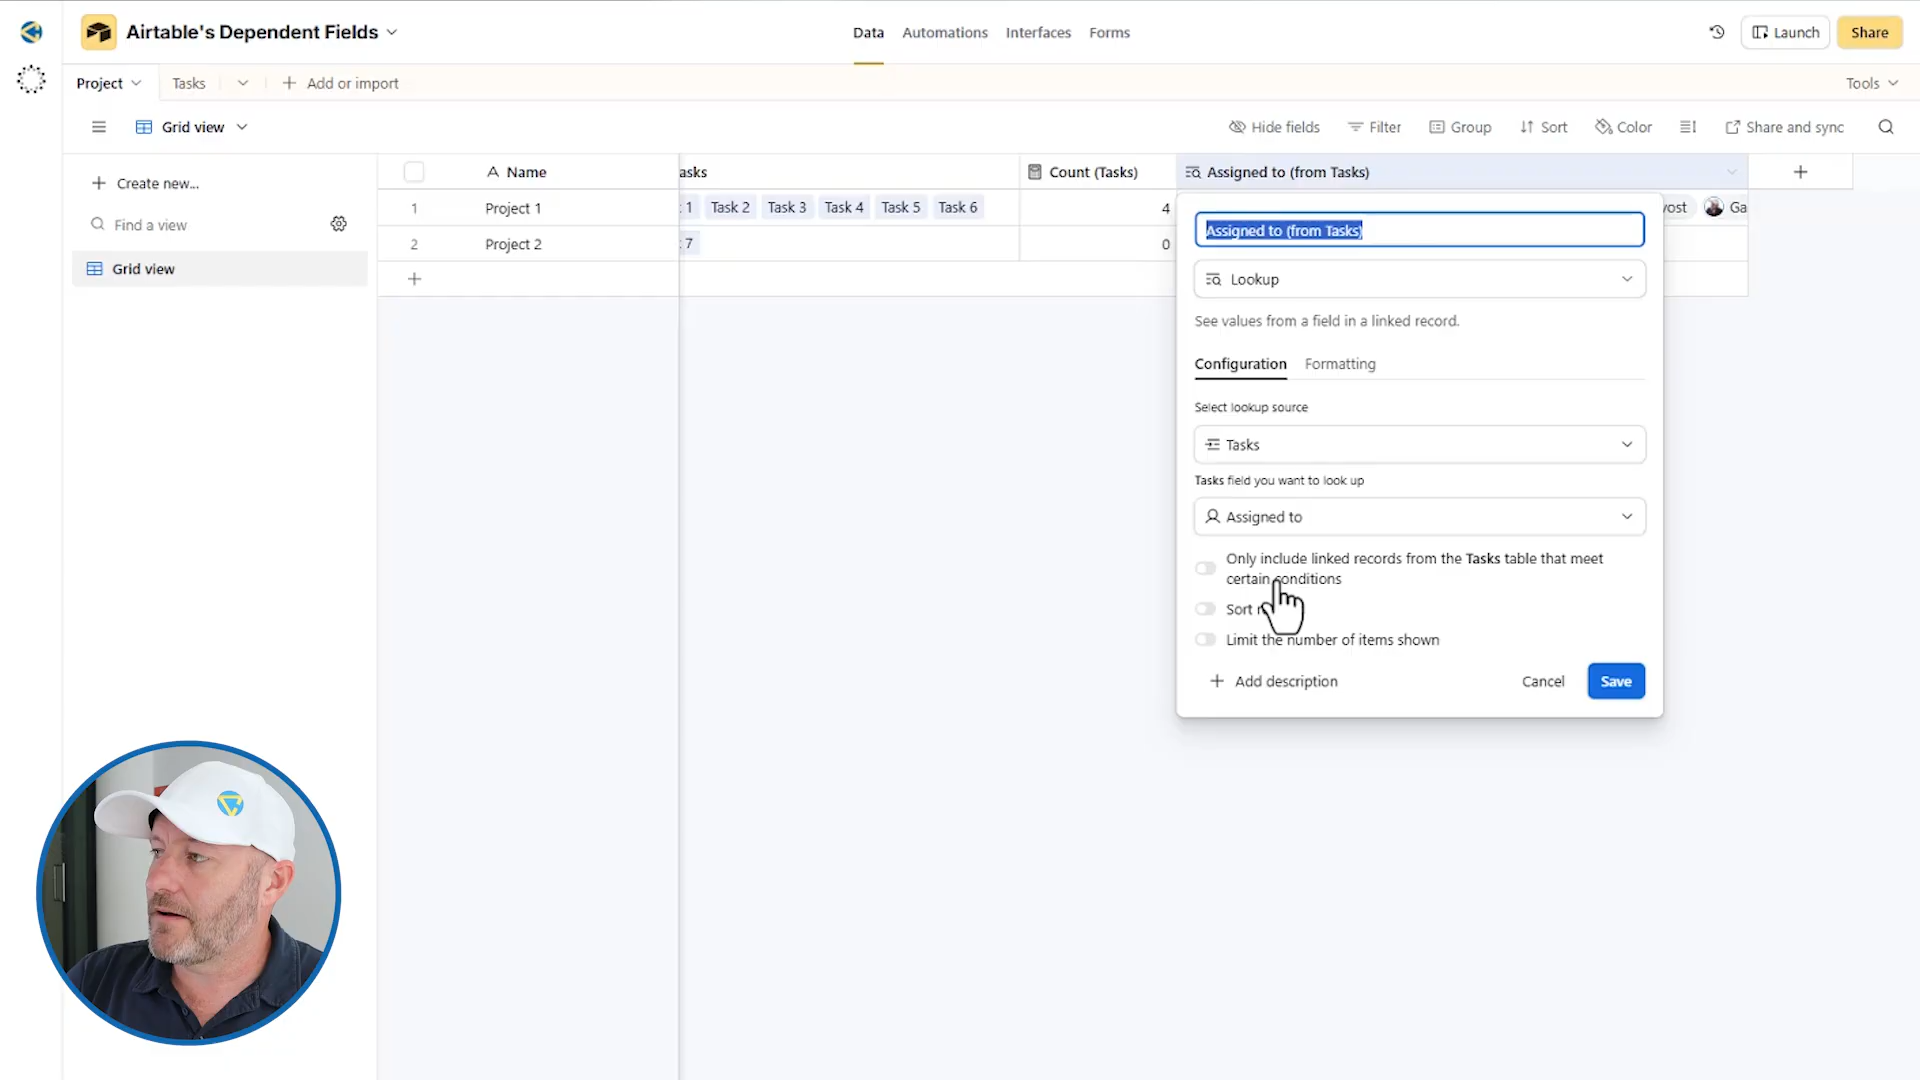 Airtable's Dependent Fields
Data
Automations
Interfaces
Forms
Launch
Share
Project
Tasks
Add or import
Tools
Grid view
Hide fields
Filter
Group
Sort
Color
Share and sync
Create new...
Find a view
Grid view
Name
asks
Count (Tasks)
Assigned to (from Tasks)
1
Project 1
1
Task 2
Task 3
Task 4
Task 5
Task 6
4
vost
Ga
2
Project 2
7
0
Assigned to (from Tasks)
Lookup
See values from a field in a linked record.
Configuration
Formatting
Select lookup source
Tasks
Tasks field you want to look up
Assigned to
Only include linked records from the Tasks table that meet
certain conditions
Sort
Limit the number of items shown
Add description
Cancel
Save